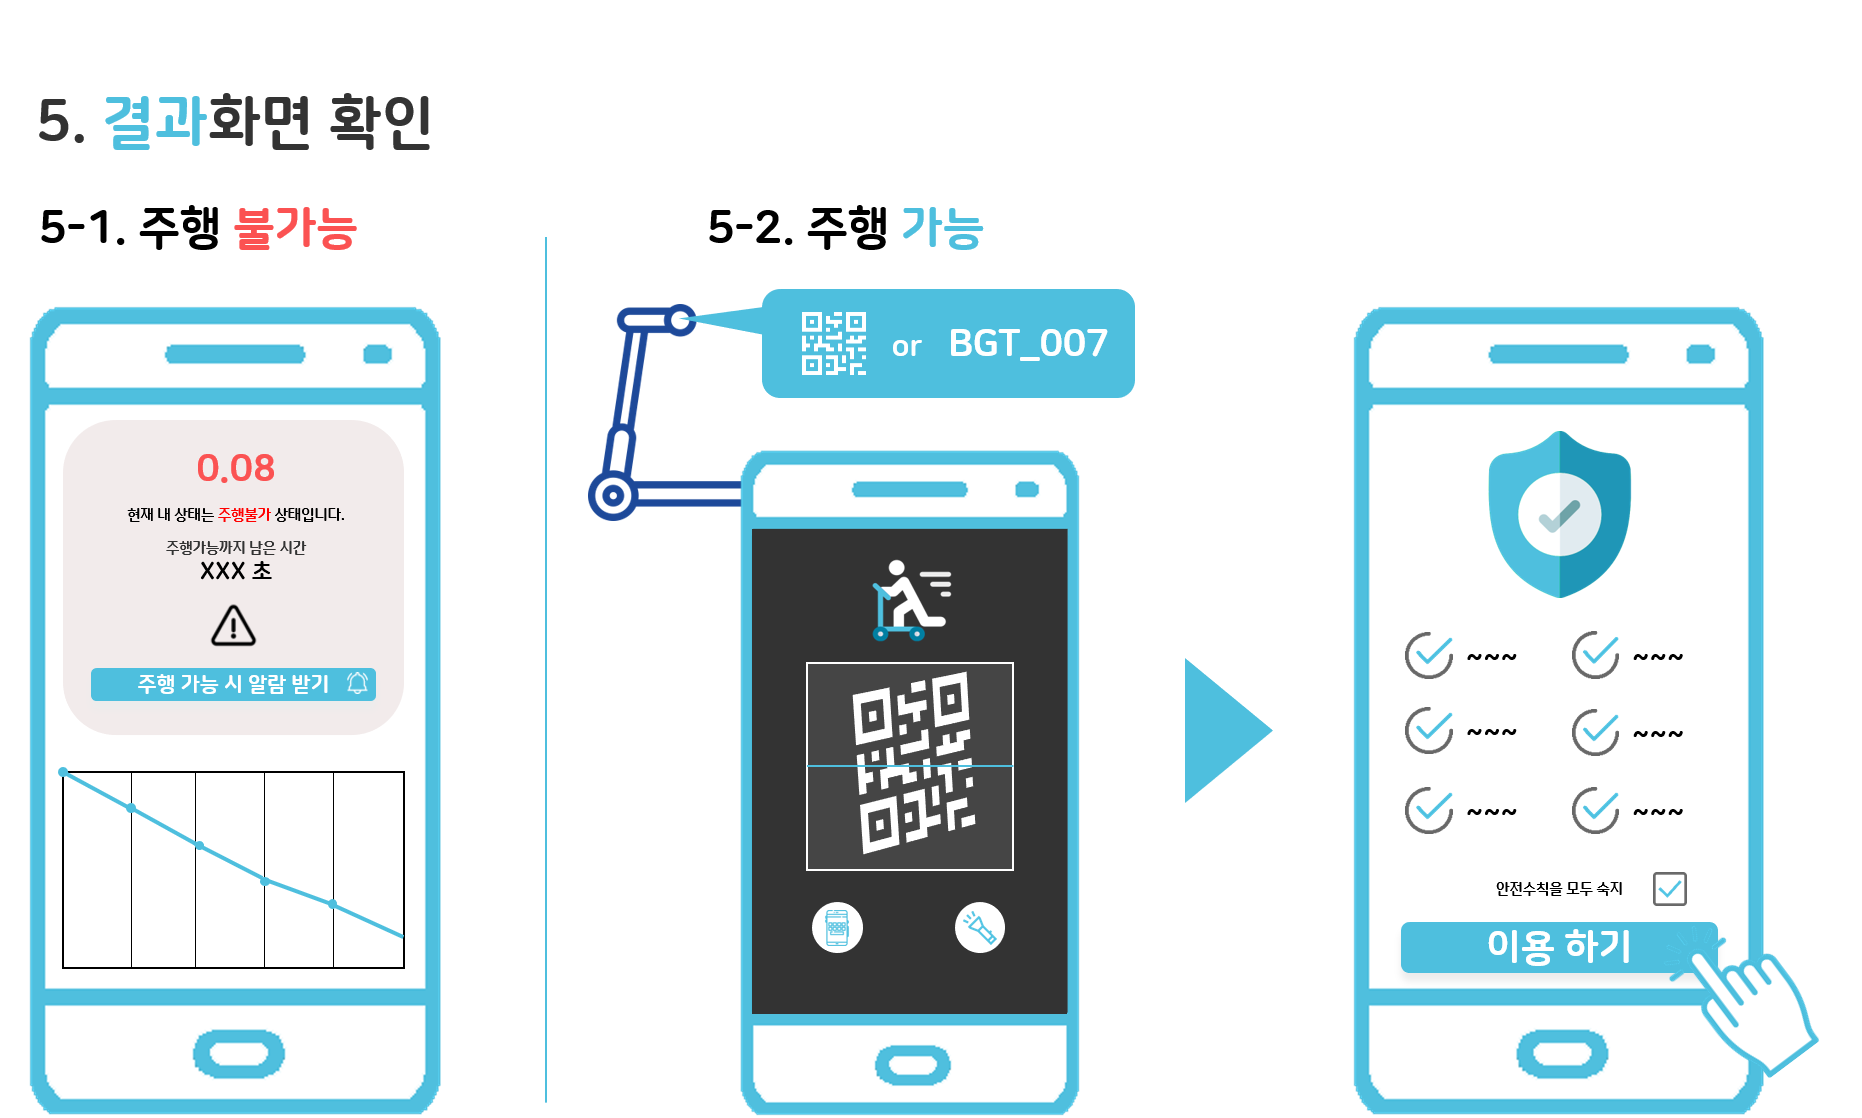 5. 결과화면 확인
5-1. 주행 불가능
0.08
현재 내 상태는 주행불가 상태입니다.
주행가능까지 남은 시간
XXX 초
주행 가능 시 알람 받기
5-2. 주행 가능
or BGT_007
~~~ ~~~
~~~ ~~~
~~~ ~~~
안전수칙을 모두 숙지
이용 하기